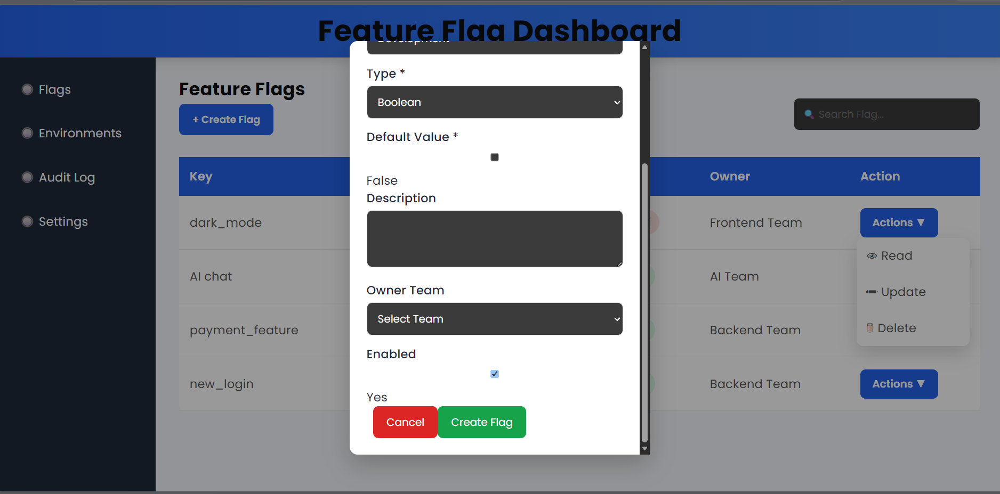 Feature Flag Dashboard
Flags
Environments
Audit Log
Settings
Feature Flags
+ Create Flag
Search Flag...
Key
Owner
Action
dark_mode
Frontend Team
Actions ▼
Read
Update
Delete
AI chat
AI Team
payment_feature
Backend Team
new_login
Backend Team
Actions ▼
Development
Type *
Boolean
Default Value *
False
Description
Owner Team
Select Team
Enabled
Yes
Cancel
Create Flag